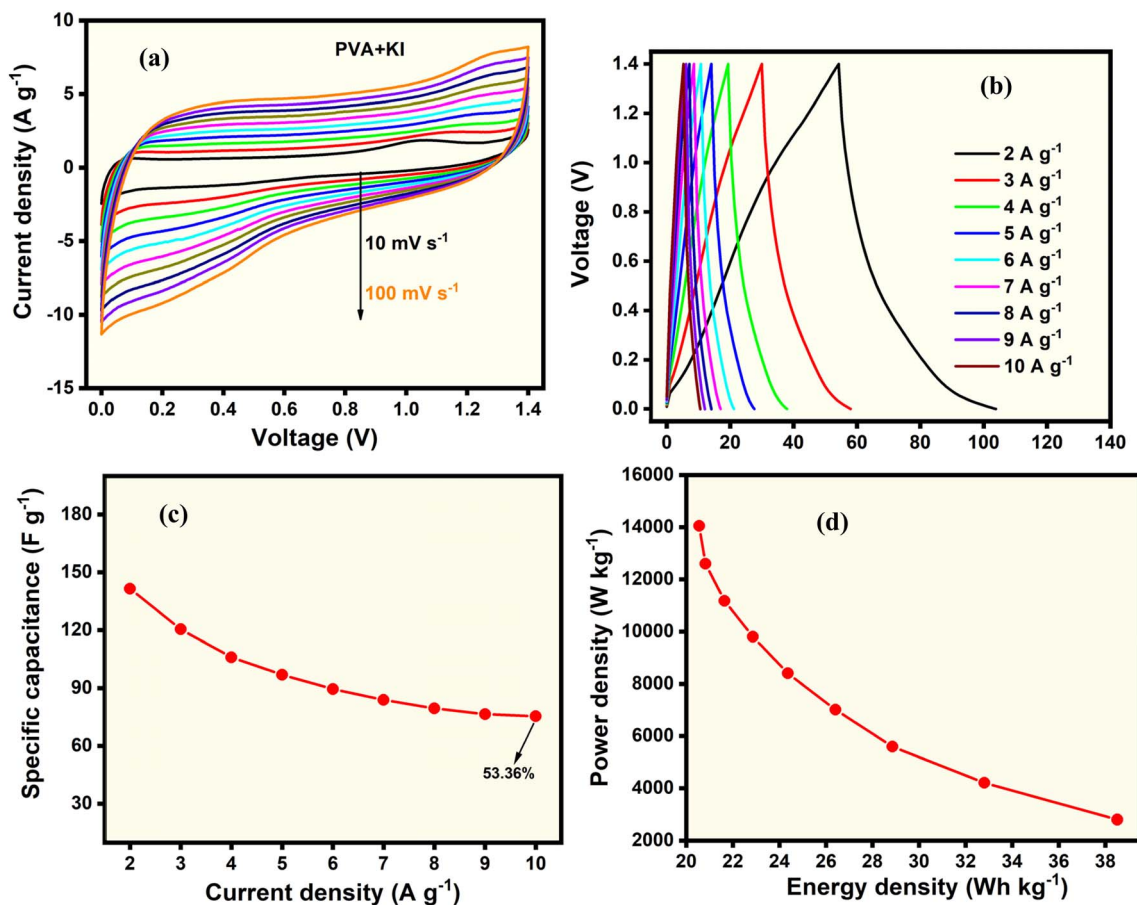 (a)
PVA+KI
10 mV s⁻¹
100 mV s⁻¹
10
5
0
-5
-10
-15
0.0 0.2 0.4 0.6 0.8 1.0 1.2 1.4
Current density (A g⁻¹)
Voltage (V)
(b)
2 A g⁻¹
3 A g⁻¹
4 A g⁻¹
5 A g⁻¹
6 A g⁻¹
7 A g⁻¹
8 A g⁻¹
9 A g⁻¹
10 A g⁻¹
1.4
1.2
1.0
0.8
0.6
0.4
0.2
0.0
0 20 40 60 80 100 120 140
Voltage (V)
(c)
180
150
120
90
60
30
53.36%
2 3 4 5 6 7 8 9 10
Specific capacitance (F g⁻¹)
Current density (A g⁻¹)
(d)
16000
14000
12000
10000
8000
6000
4000
2000
20 22 24 26 28 30 32 34 36 38
Power density (W kg⁻¹)
Energy density (Wh kg⁻¹)